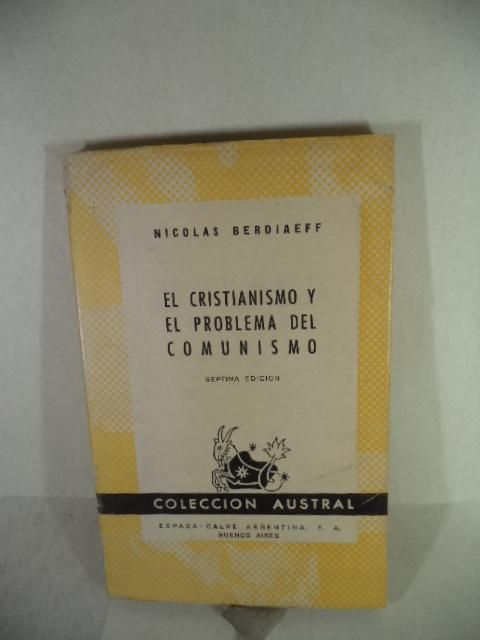 NICOLAS BERDIAEFF
EL CRISTIANISMO Y
EL PROBLEMA DEL
COMUNISMO
SEPTIMA EDICION
COLECCION AUSTRAL
ESPASA-CALPE ARGENTINA, S. A.
BUENOS AIRES